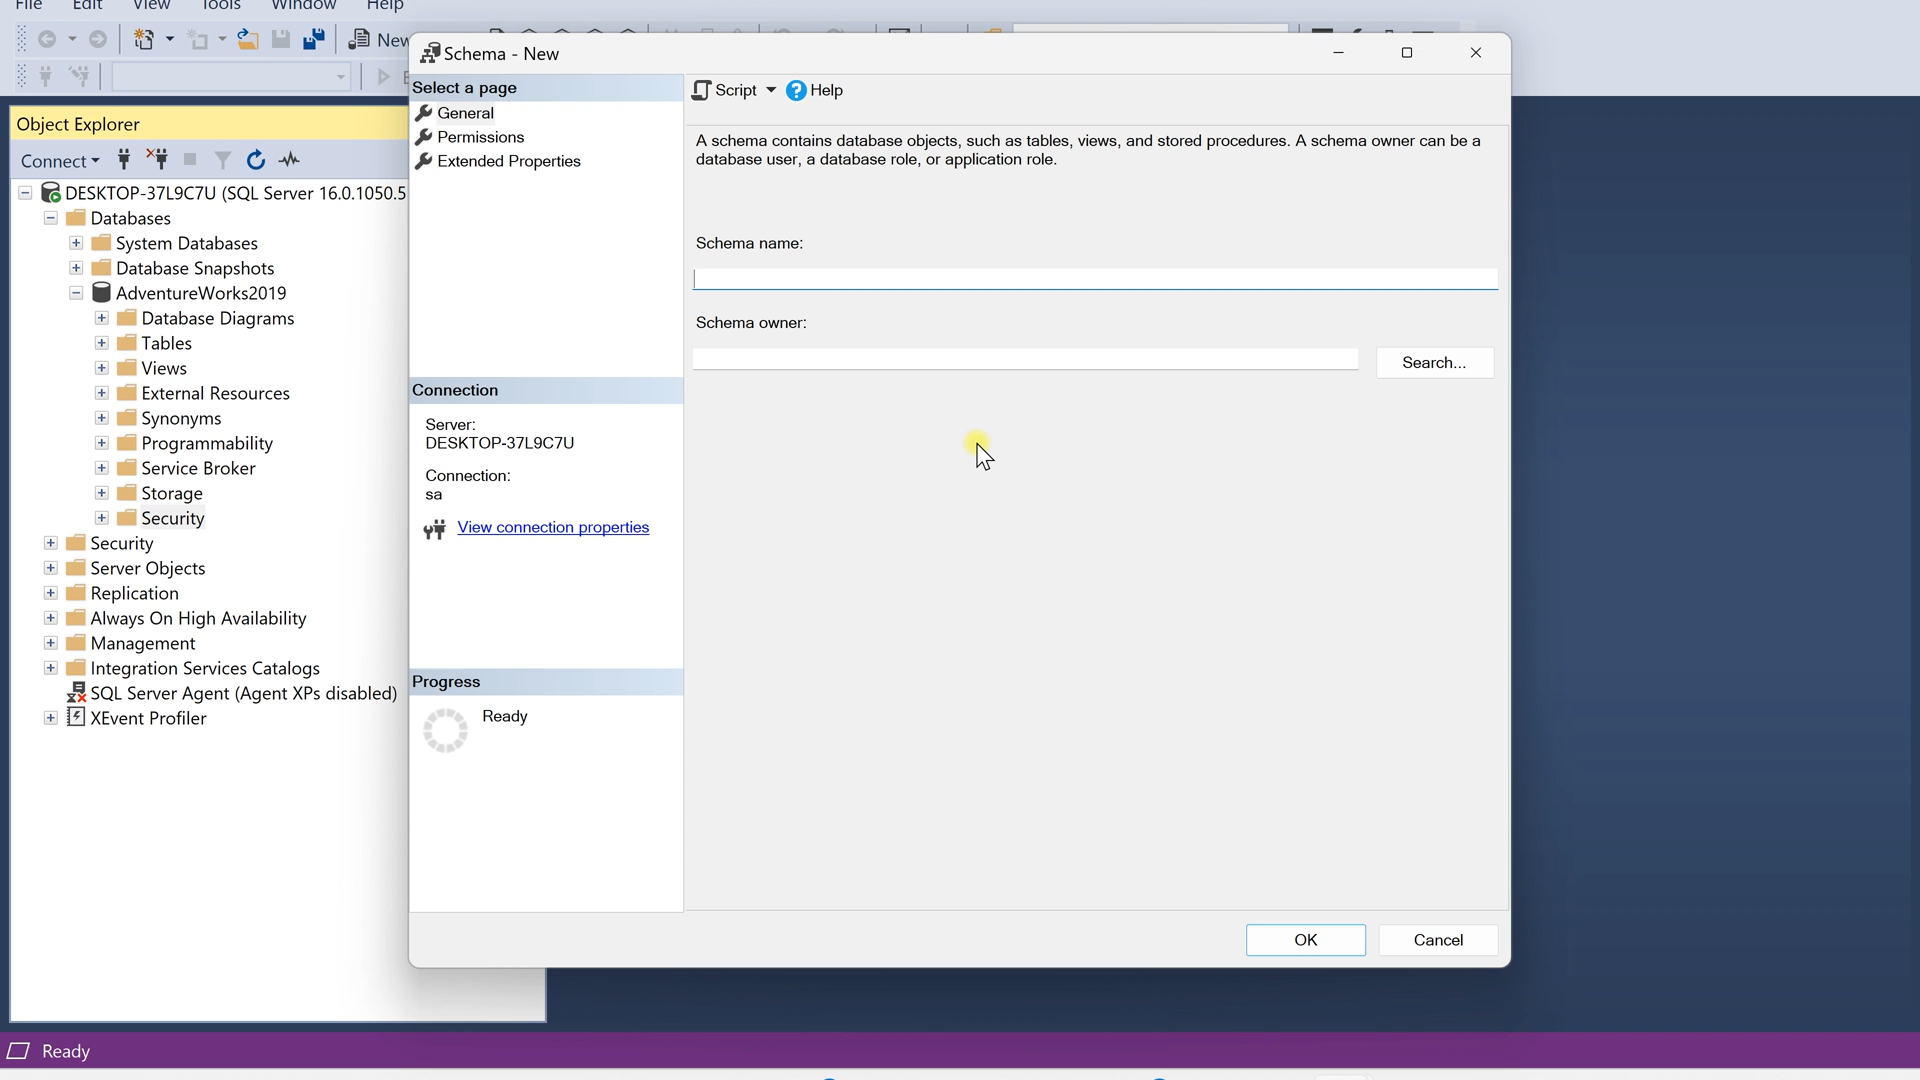 File Edit View Tools Window Help
New
Object Explorer
Connect
DESKTOP-37L9C7U (SQL Server 16.0.1050.5
Databases
System Databases
Database Snapshots
AdventureWorks2019
Database Diagrams
Tables
Views
External Resources
Synonyms
Programmability
Service Broker
Storage
Security
Security
Server Objects
Replication
Always On High Availability
Management
Integration Services Catalogs
SQL Server Agent (Agent XPs disabled)
XEvent Profiler
Schema - New
Select a page
General
Permissions
Extended Properties
Connection
Server:
DESKTOP-37L9C7U
Connection:
sa
View connection properties
Progress
Ready
Script Help
A schema contains database objects, such as tables, views, and stored procedures. A schema owner can be a
database user, a database role, or application role.
Schema name:
Schema owner:
Search...
OK Cancel
Ready